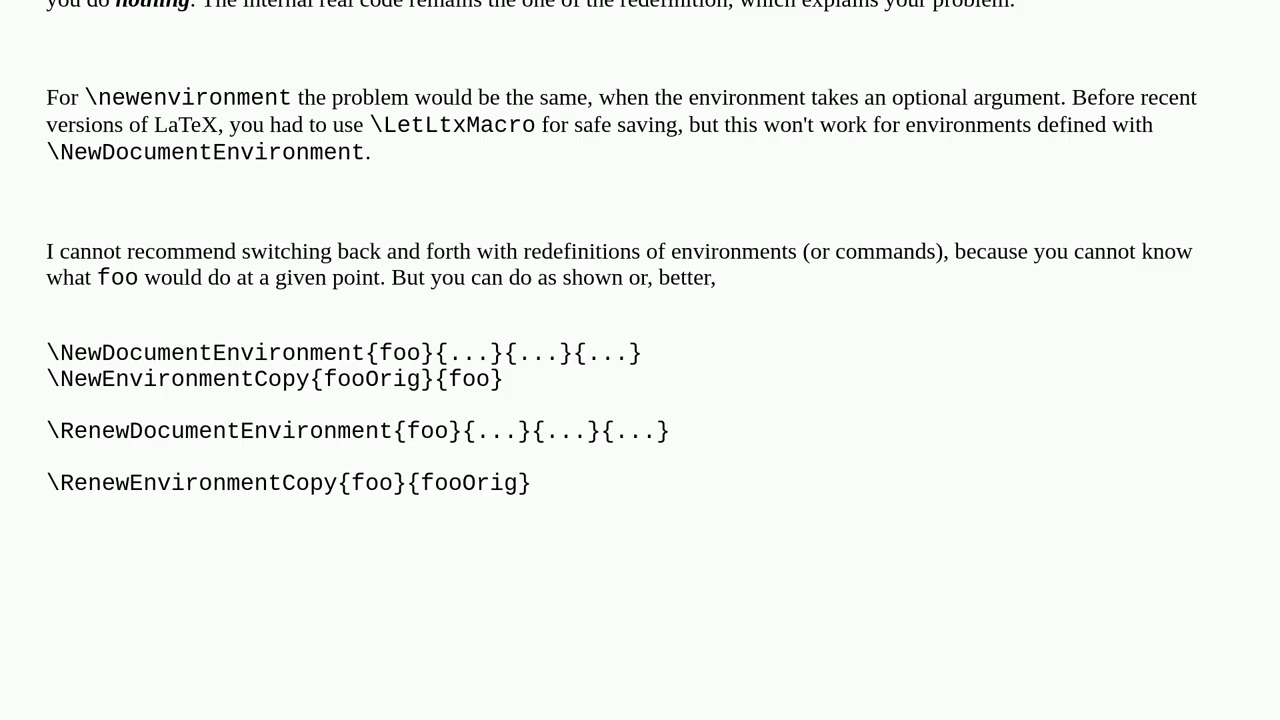 you do nothing. The internal real code remains the one of the redefinition, which explains your problem.
For \newenvironment the problem would be the same, when the environment takes an optional argument. Before recent
versions of LaTeX, you had to use \LetLtxMacro for safe saving, but this won't work for environments defined with
\NewDocumentEnvironment.
I cannot recommend switching back and forth with redefinitions of environments (or commands), because you cannot know
what foo would do at a given point. But you can do as shown or, better,
\NewDocumentEnvironment{foo}{...}{...}{...}
\NewEnvironmentCopy{fooOrig}{foo}
\RenewDocumentEnvironment{foo}{...}{...}{...}
\RenewEnvironmentCopy{foo}{fooOrig}